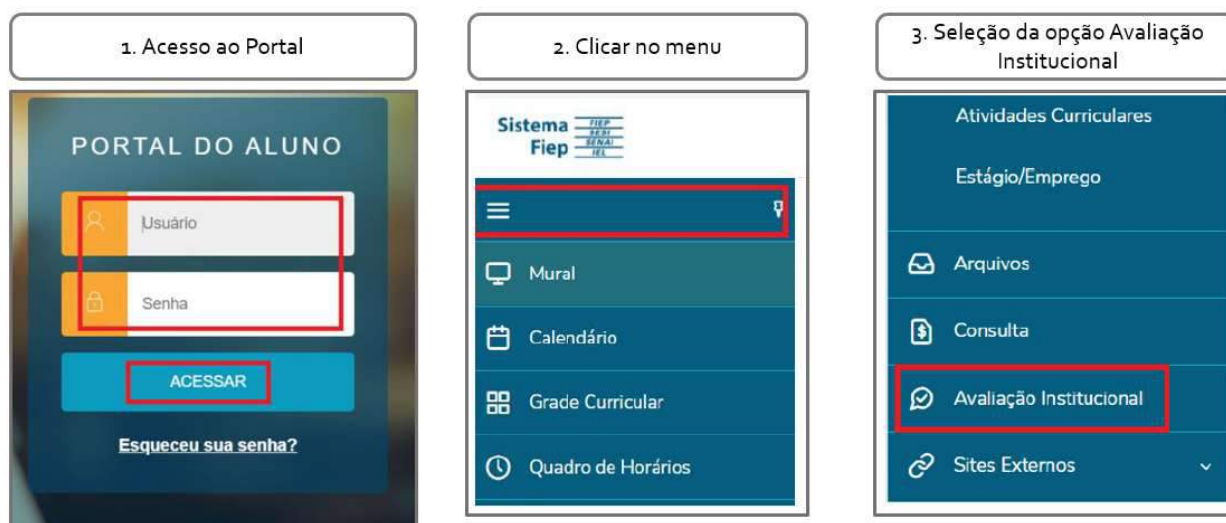 1. Acesso ao Portal
PORTAL DO ALUNO
Usuário
Senha
ACESSAR
Esqueceu sua senha?
2. Clicar no menu
Sistema
Fiep
FIEP
SESI
SENAI
IEL
Mural
Calendário
Grade Curricular
Quadro de Horários
3. Seleção da opção Avaliação
Institucional
Atividades Curriculares
Estágio/Emprego
Arquivos
Consulta
Avaliação Institucional
Sites Externos